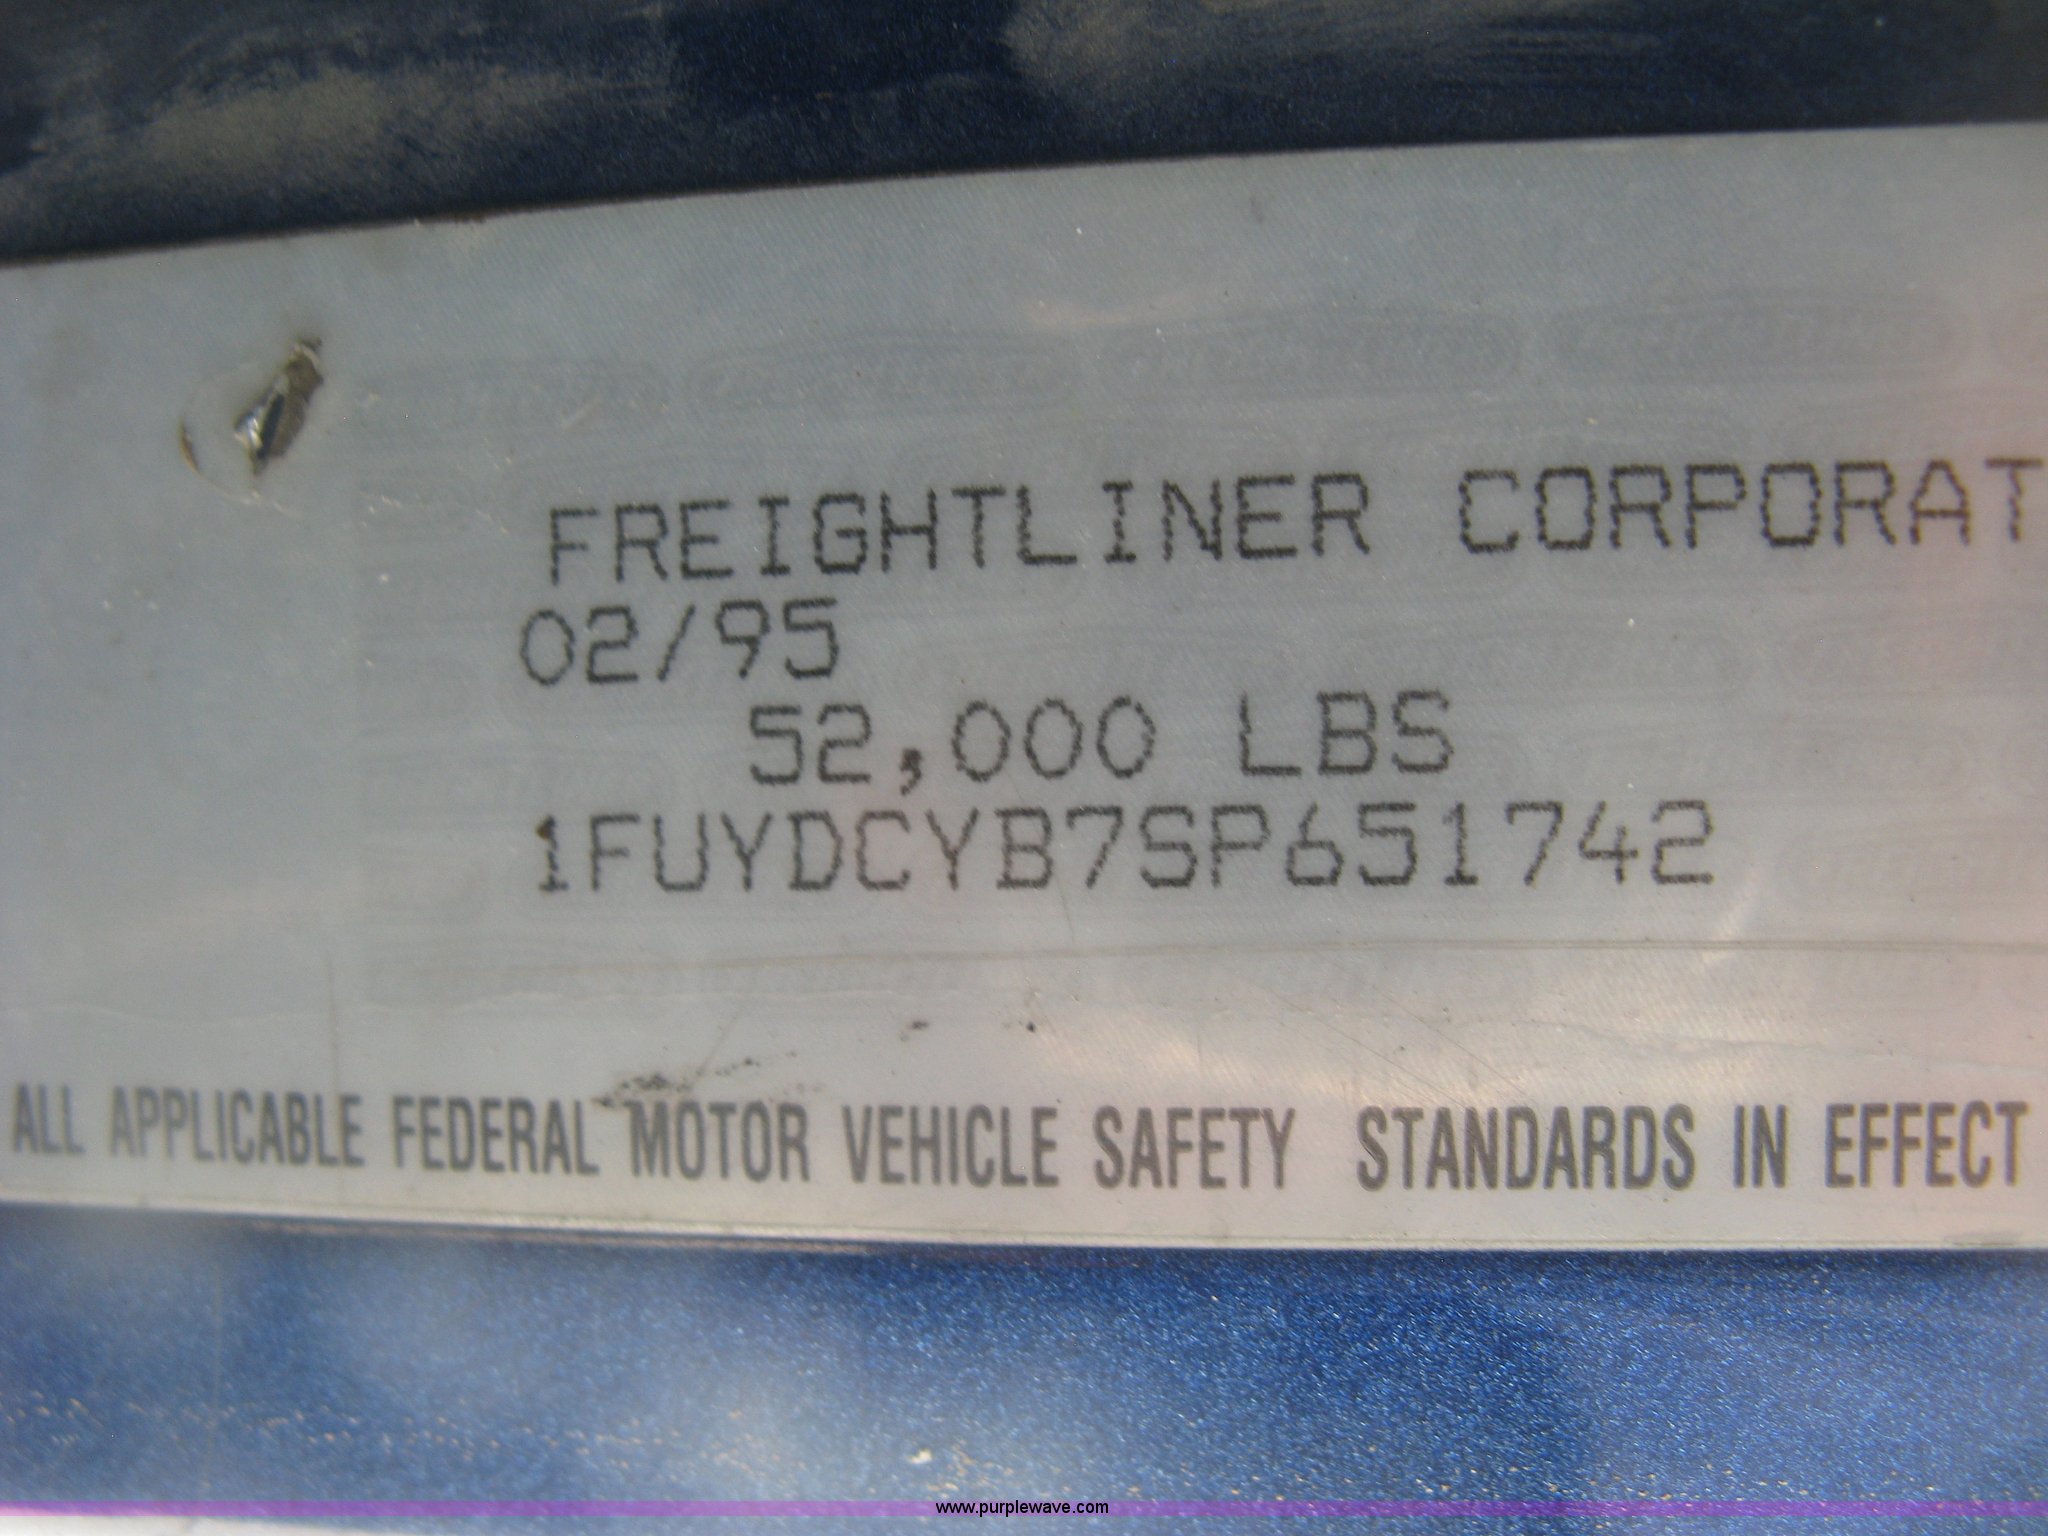 FREIGHTLINER CORPORAT
02/95
52,000 LBS
1FUYDCYB7SP651742
ALL APPLICABLE FEDERAL MOTOR VEHICLE SAFETY STANDARDS IN EFFECT
www.purplewave.com